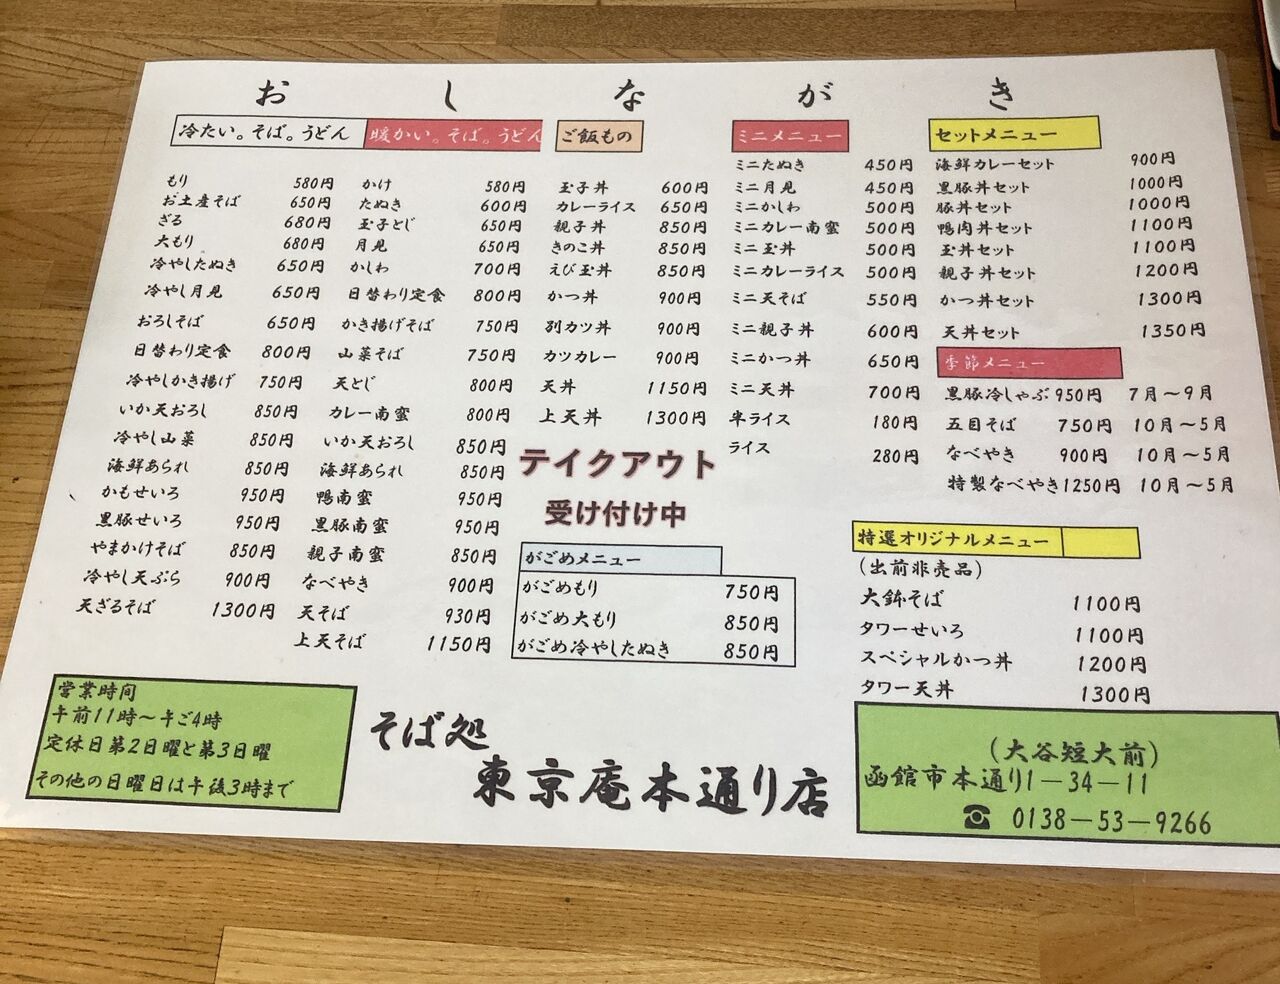 おしながき
冷たい。そば。うどん
もり 580円
お土産そば 650円
ざる 680円
大もり 680円
冷やしたぬき 650円
冷やし月見 650円
おろしそば 650円
日替わり定食 800円
冷やしかき揚げ 750円
いか天おろし 850円
冷やし山菜 850円
海鮮あられ 850円
かもせいろ 950円
黒豚せいろ 950円
やまかけそば 850円
冷やし天ぷら 900円
天ざるそば 1300円
暖かい。そば。うどん
かけ 580円
たぬき 600円
玉子とじ 650円
月見 650円
かしわ 700円
日替わり定食 800円
かき揚げそば 750円
山菜そば 750円
天とじ 800円
カレー南蛮 800円
いか天おろし 850円
海鮮あられ 850円
鴨南蛮 950円
黒豚南蛮 950円
親子南蛮 850円
なべやき 900円
天そば 930円
上天そば 1150円
ご飯もの
玉子丼 600円
カレーライス 650円
親子丼 850円
きのこ丼 850円
えび玉丼 850円
かつ丼 900円
別カツ丼 900円
カツカレー 900円
天丼 1150円
上天丼 1300円
テイクアウト
受け付け中
がごめメニュー
がごめもり 750円
がごめ大もり 850円
がごめ冷やしたぬき 850円
ミニメニュー
ミニたぬき 450円
ミニ月見 450円
ミニかしわ 500円
ミニカレー南蛮 500円
ミニ玉丼 500円
ミニカレーライス 500円
ミニ天そば 550円
ミニ親子丼 600円
ミニかつ丼 650円
ミニ天丼 700円
半ライス 180円
ライス 280円
セットメニュー
海鮮カレーセット 900円
黒豚丼セット 1000円
豚丼セット 1000円
鴨肉丼セット 1100円
玉丼セット 1100円
親子丼セット 1200円
かつ丼セット 1300円
天丼セット 1350円
季節メニュー
黒豚冷しゃぶ 950円 7月～9月
五目そば 750円 10月～5月
なべやき 900円 10月～5月
特製なべやき 1250円 10月～5月
特選オリジナルメニュー
(出前非売品)
大鉢そば 1100円
タワーせいろ 1100円
スペシャルかつ丼 1200円
タワー天丼 1300円
営業時間
午前11時～午ご4時
定休日第2日曜と第3日曜
その他の日曜日は午後3時まで
そば処
東京庵本通り店
(大谷短大前)
函館市本通り1－34－11
☎ 0138－53－9266